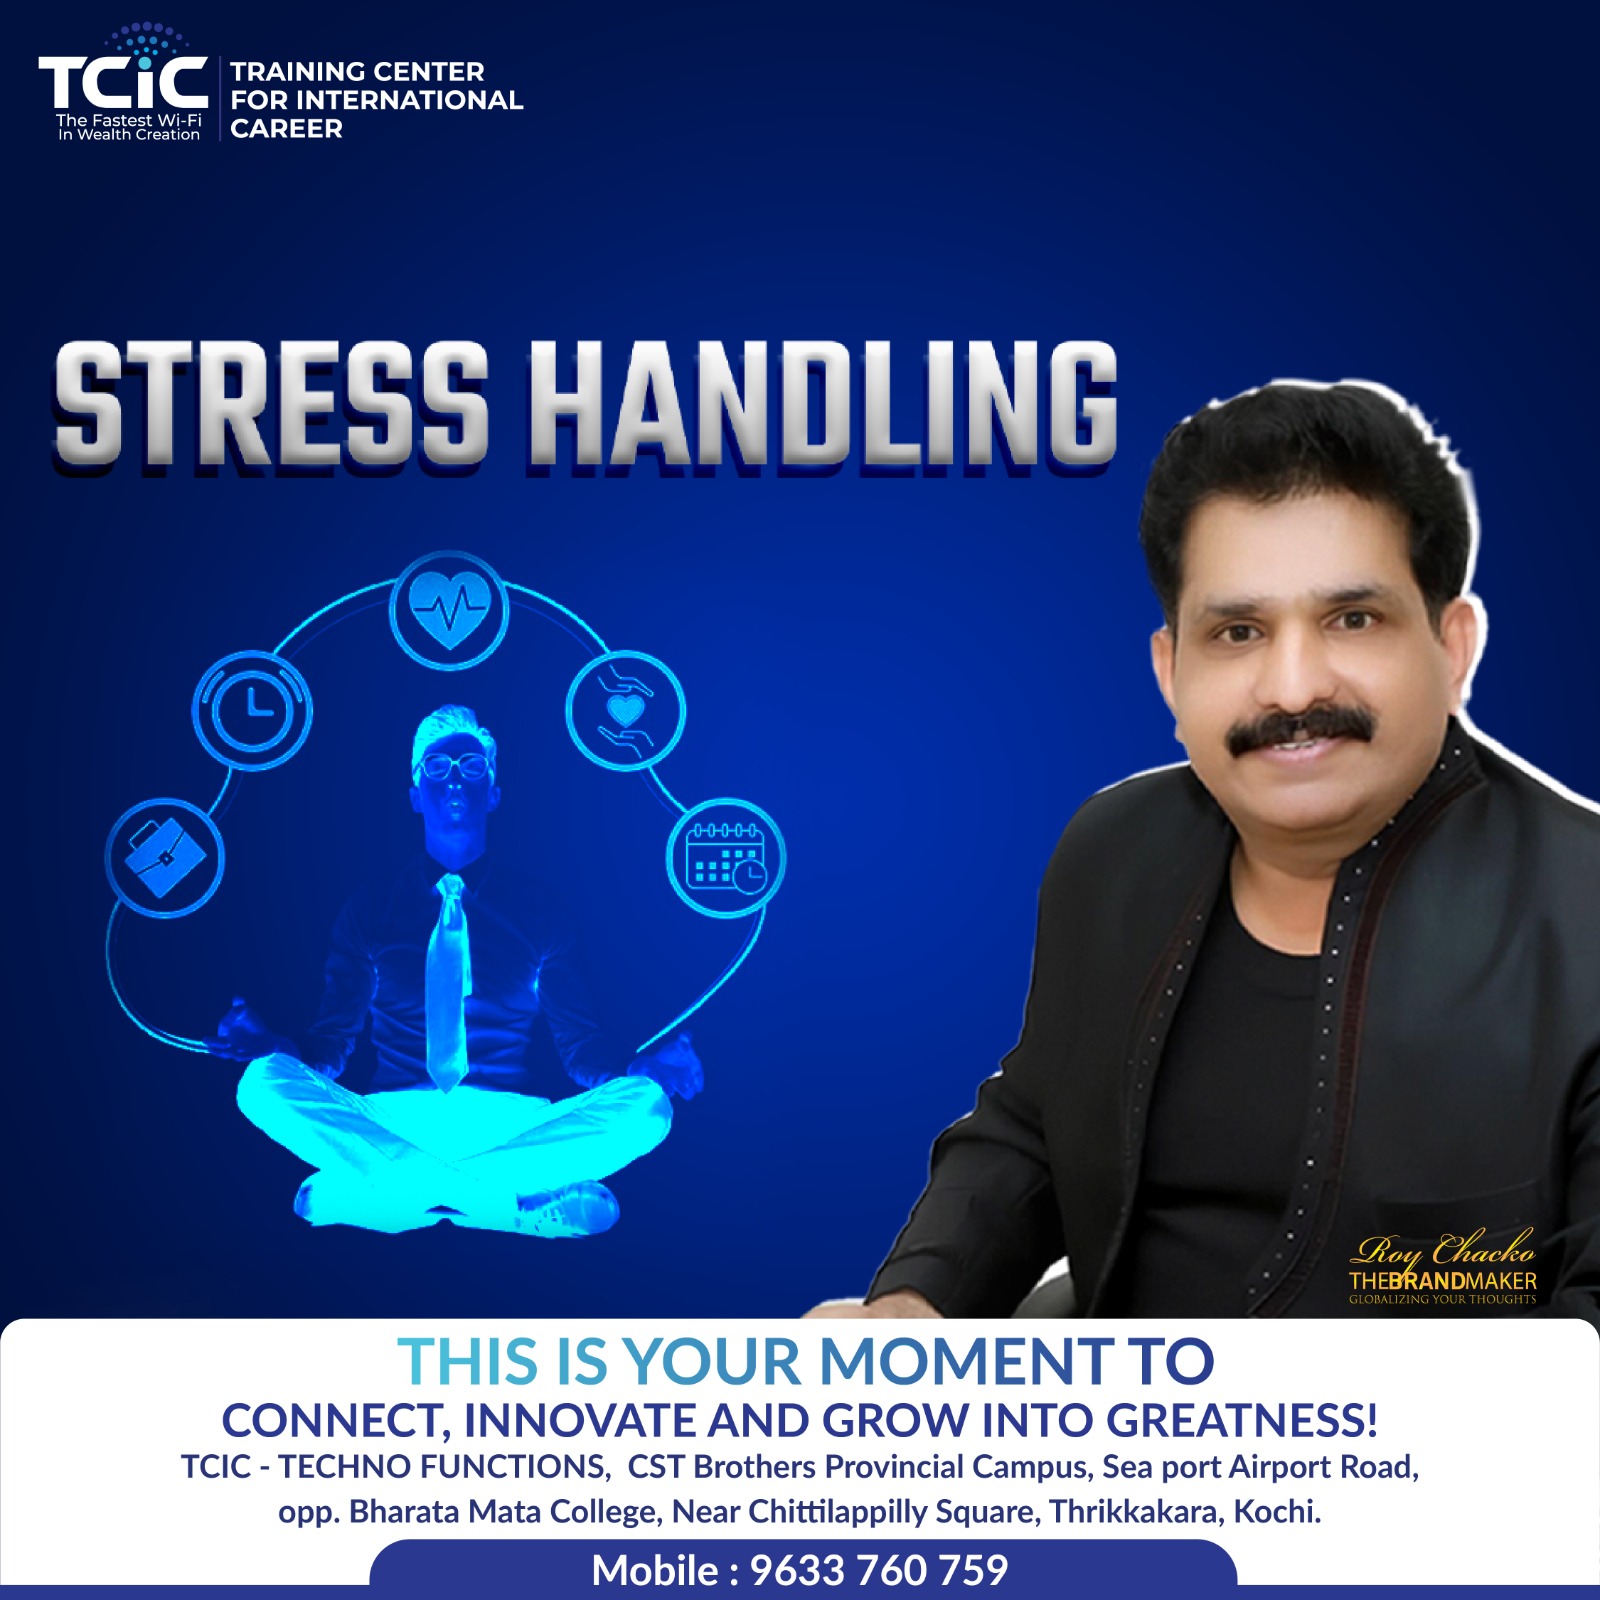 TCiC
The Fastest Wi-Fi
In Wealth Creation
TRAINING CENTER
FOR INTERNATIONAL
CAREER
STRESS HANDLING
Roy Chacko
THEBRANDMAKER
GLOBALIZING YOUR THOUGHTS
THIS IS YOUR MOMENT TO
CONNECT, INNOVATE AND GROW INTO GREATNESS!
TCIC - TECHNO FUNCTIONS, CST Brothers Provincial Campus, Sea port Airport Road,
opp. Bharata Mata College, Near Chittilappilly Square, Thrikkakara, Kochi.
Mobile : 9633 760 759